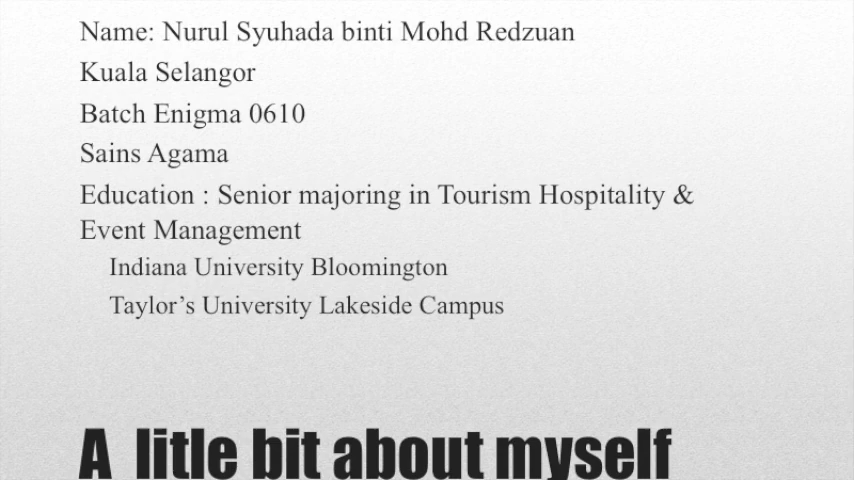 Name: Nurul Syuhada binti Mohd Redzuan
Kuala Selangor
Batch Enigma 0610
Sains Agama
Education : Senior majoring in Tourism Hospitality &
Event Management
Indiana University Bloomington
Taylor’s University Lakeside Campus
A litle bit about myself